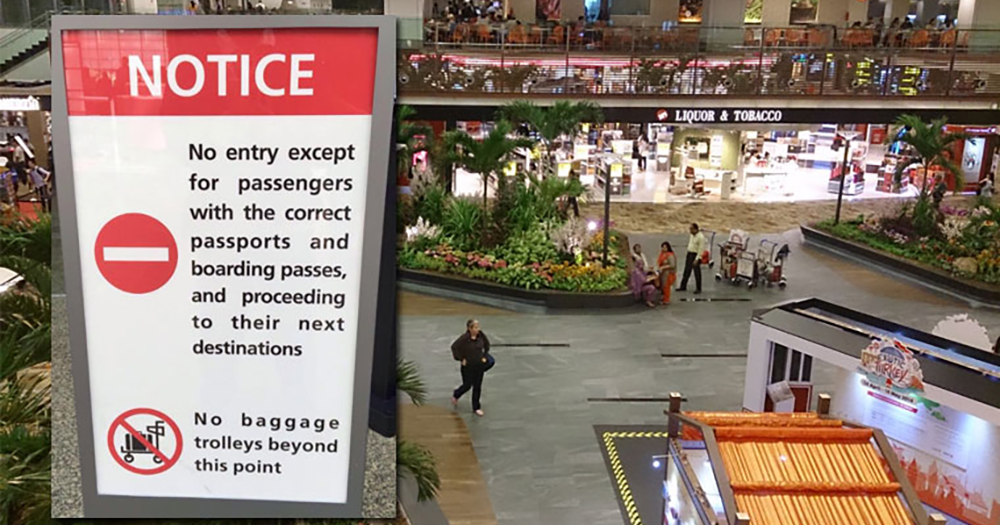 NOTICE
No entry except
for passengers
with the correct
passports and
boarding passes,
and proceeding
to their next
destinations
No baggage
trolleys beyond
this point
LIQUOR & TOBACCO
TURKEY